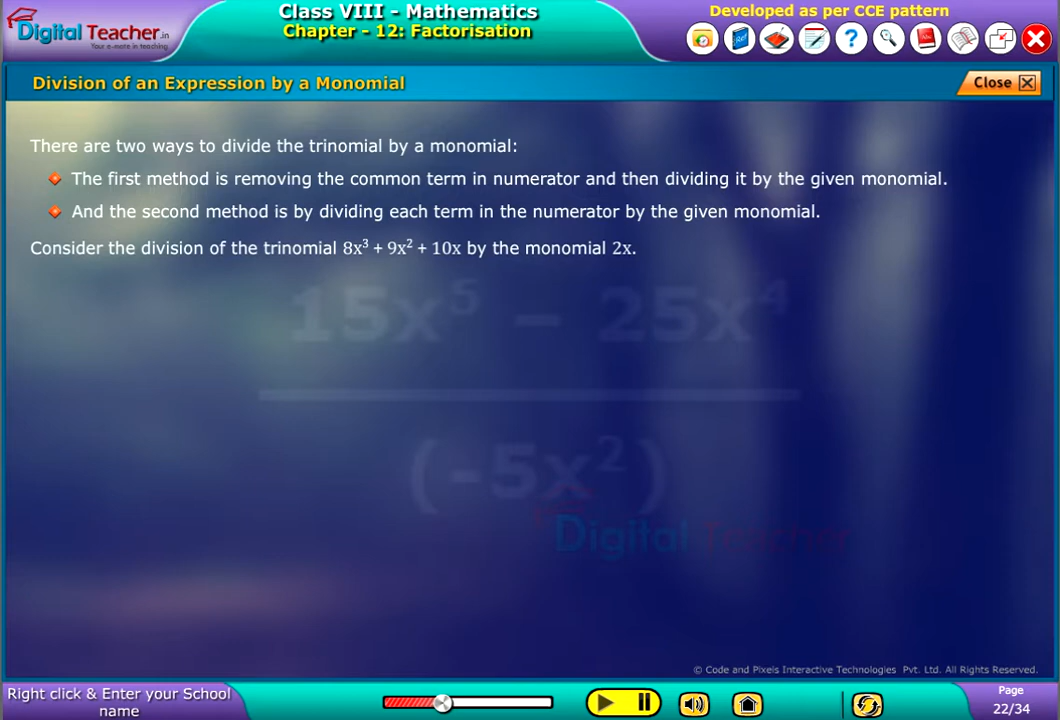 Digital Teacher.in
Your e-mate in teaching
Class VIII - Mathematics
Chapter - 12: Factorisation
Developed as per CCE pattern
Division of an Expression by a Monomial
Close
There are two ways to divide the trinomial by a monomial:
The first method is removing the common term in numerator and then dividing it by the given monomial.
And the second method is by dividing each term in the numerator by the given monomial.
Consider the division of the trinomial 8x³ + 9x² + 10x by the monomial 2x.
15x⁵ − 25x⁴
(-5x²)
Digital Teacher
© Code and Pixels Interactive Technologies Pvt. Ltd. All Rights Reserved.
Right click & Enter your School
name
Page
22/34